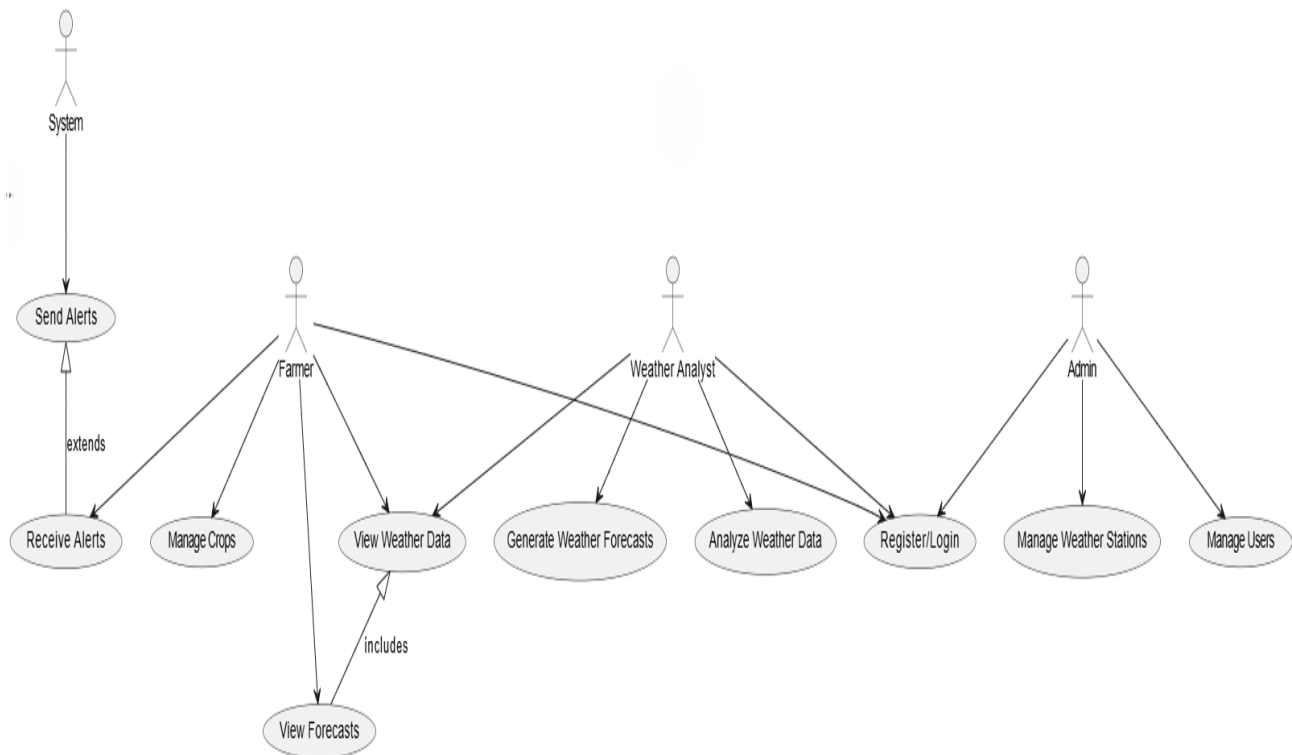 System
Send Alerts
Farmer
Weather Analyst
Admin
extends
Receive Alerts
Manage Crops
View Weather Data
Generate Weather Forecasts
Analyze Weather Data
Register/Login
Manage Weather Stations
Manage Users
includes
View Forecasts